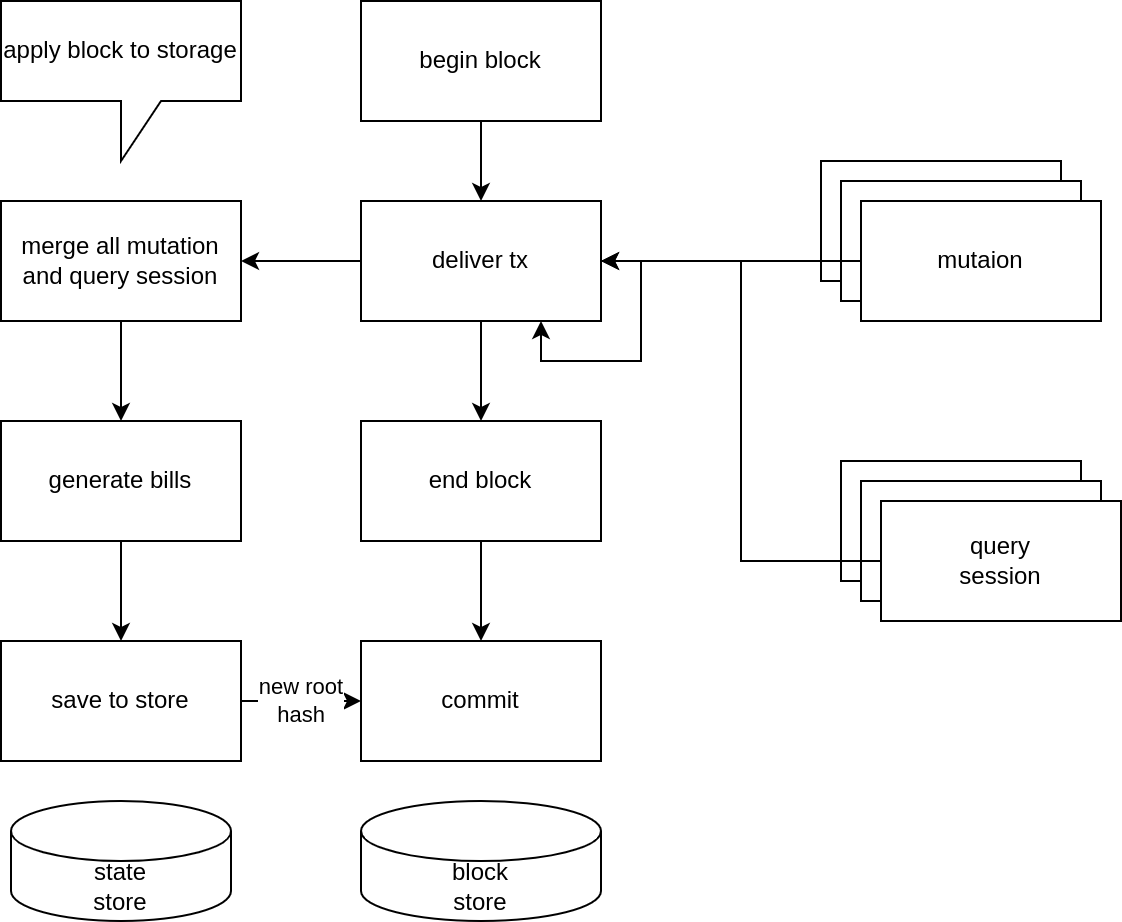 apply block to storage
begin block
merge all mutation
and query session
deliver tx
mutaion
generate bills
end block
query
session
save to store
new root
hash
commit
state
store
block
store